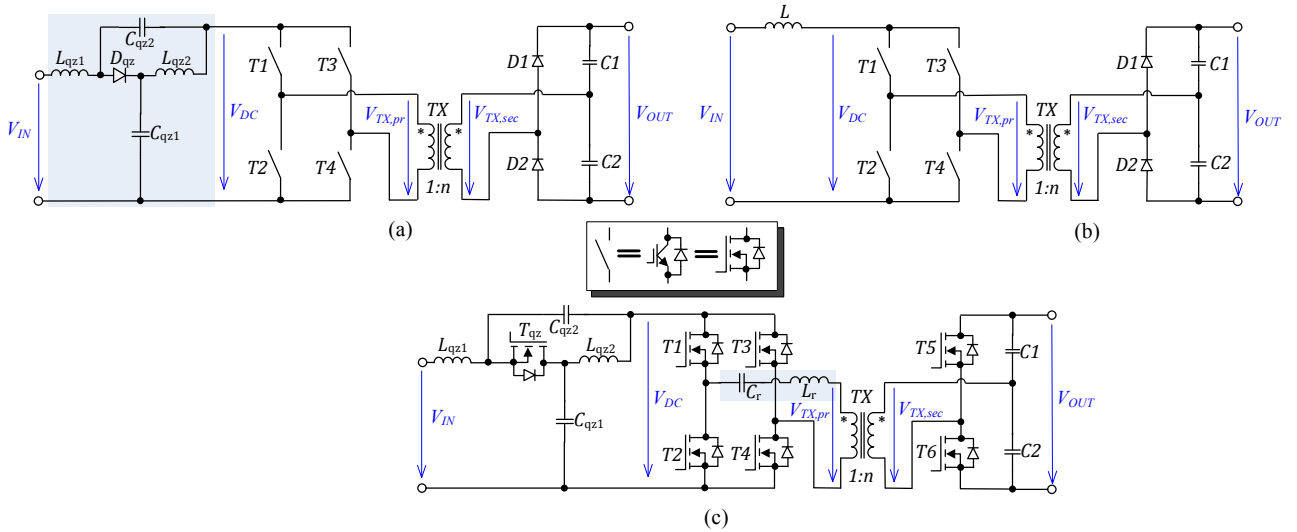 C_qz2
L_qz1 D_qz L_qz2
C_qz1
V_IN
V_DC
T1 T3
T2 T4
V_TX,pr
TX
* *
1:n
V_TX,sec
D1
D2
C1
C2
V_OUT
(a)
L
V_IN
V_DC
T1 T3
T2 T4
V_TX,pr
TX
* *
1:n
V_TX,sec
D1
D2
C1
C2
V_OUT
(b)
= =
C_qz2
T_qz
L_qz1 L_qz2
C_qz1
V_IN
V_DC
T1 T3
T2 T4
C_r L_r
V_TX,pr
TX
* *
1:n
V_TX,sec
T5
T6
C1
C2
V_OUT
(c)